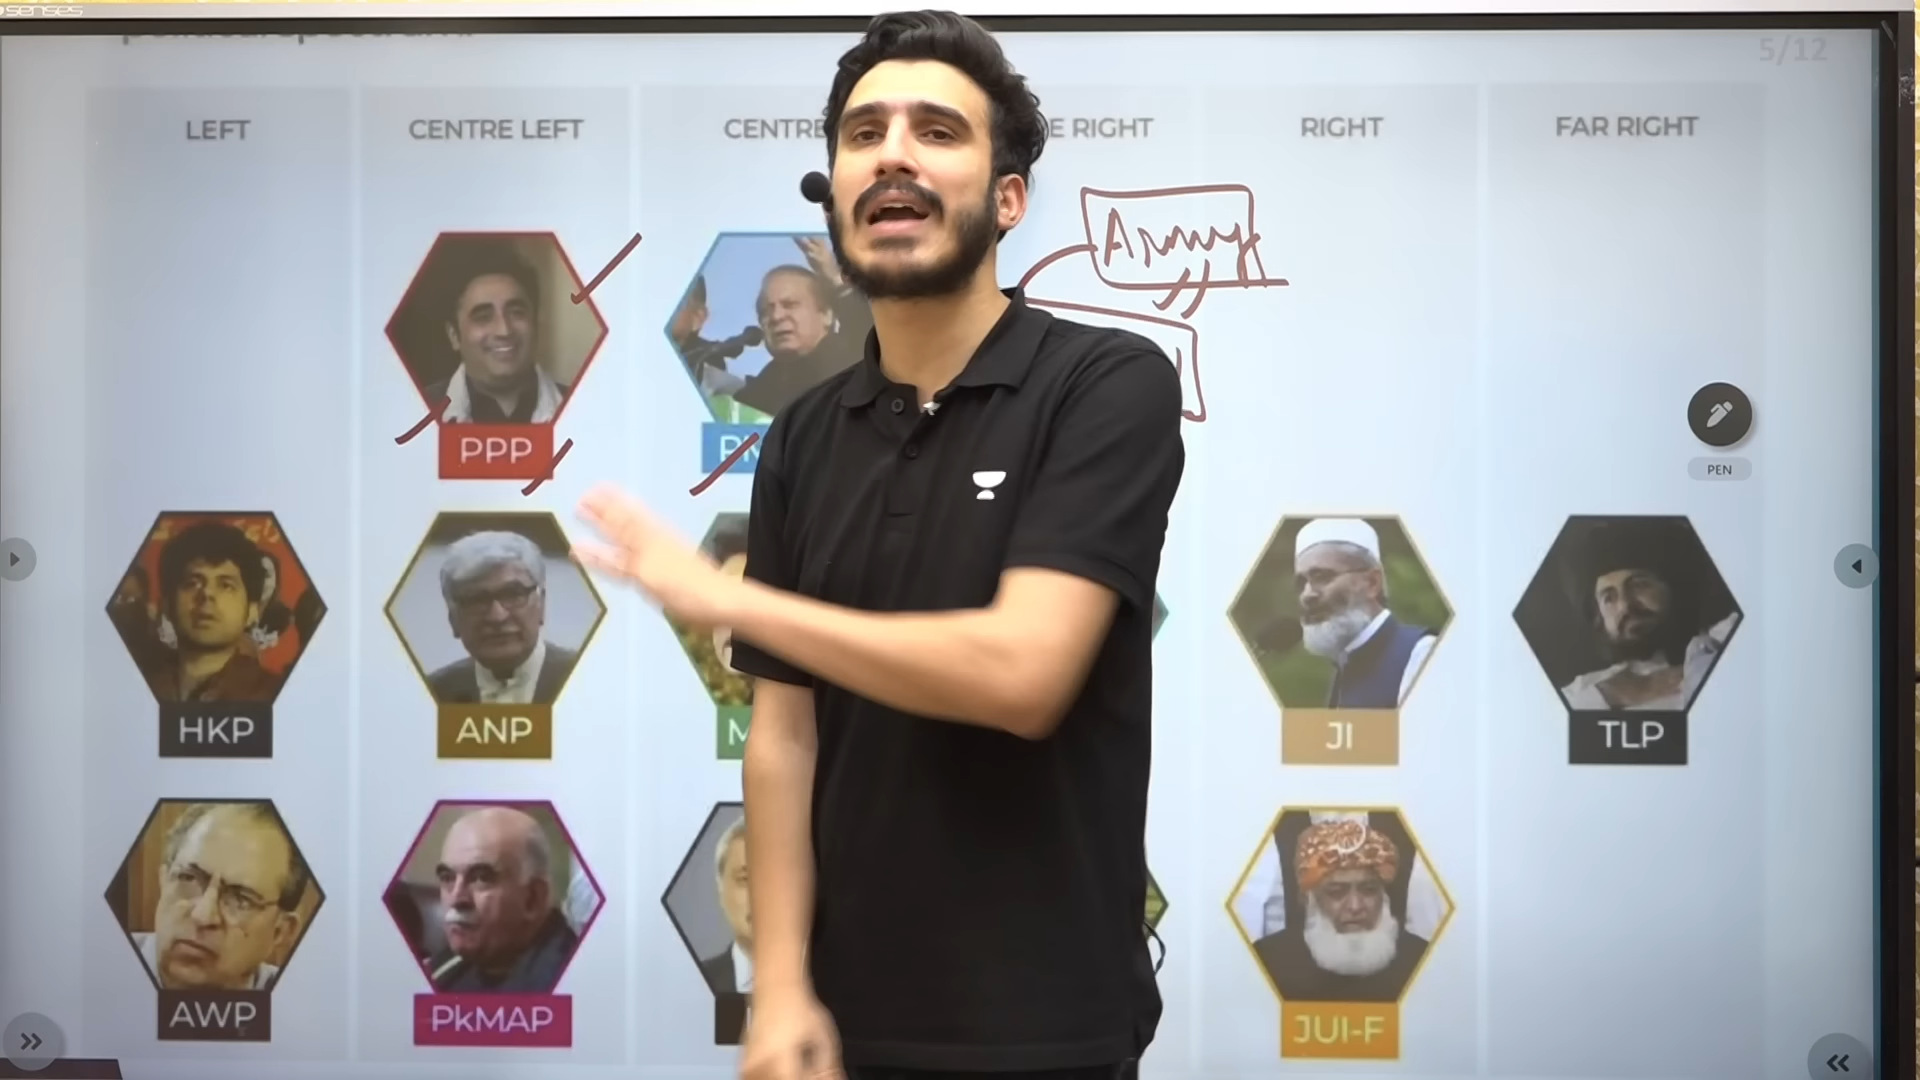 5/12
LEFT
CENTRE LEFT
CENTRE
RIGHT
RIGHT
FAR RIGHT
Army
PPP
PEN
HKP
ANP
JI
TLP
AWP
PkMAP
JUI-F